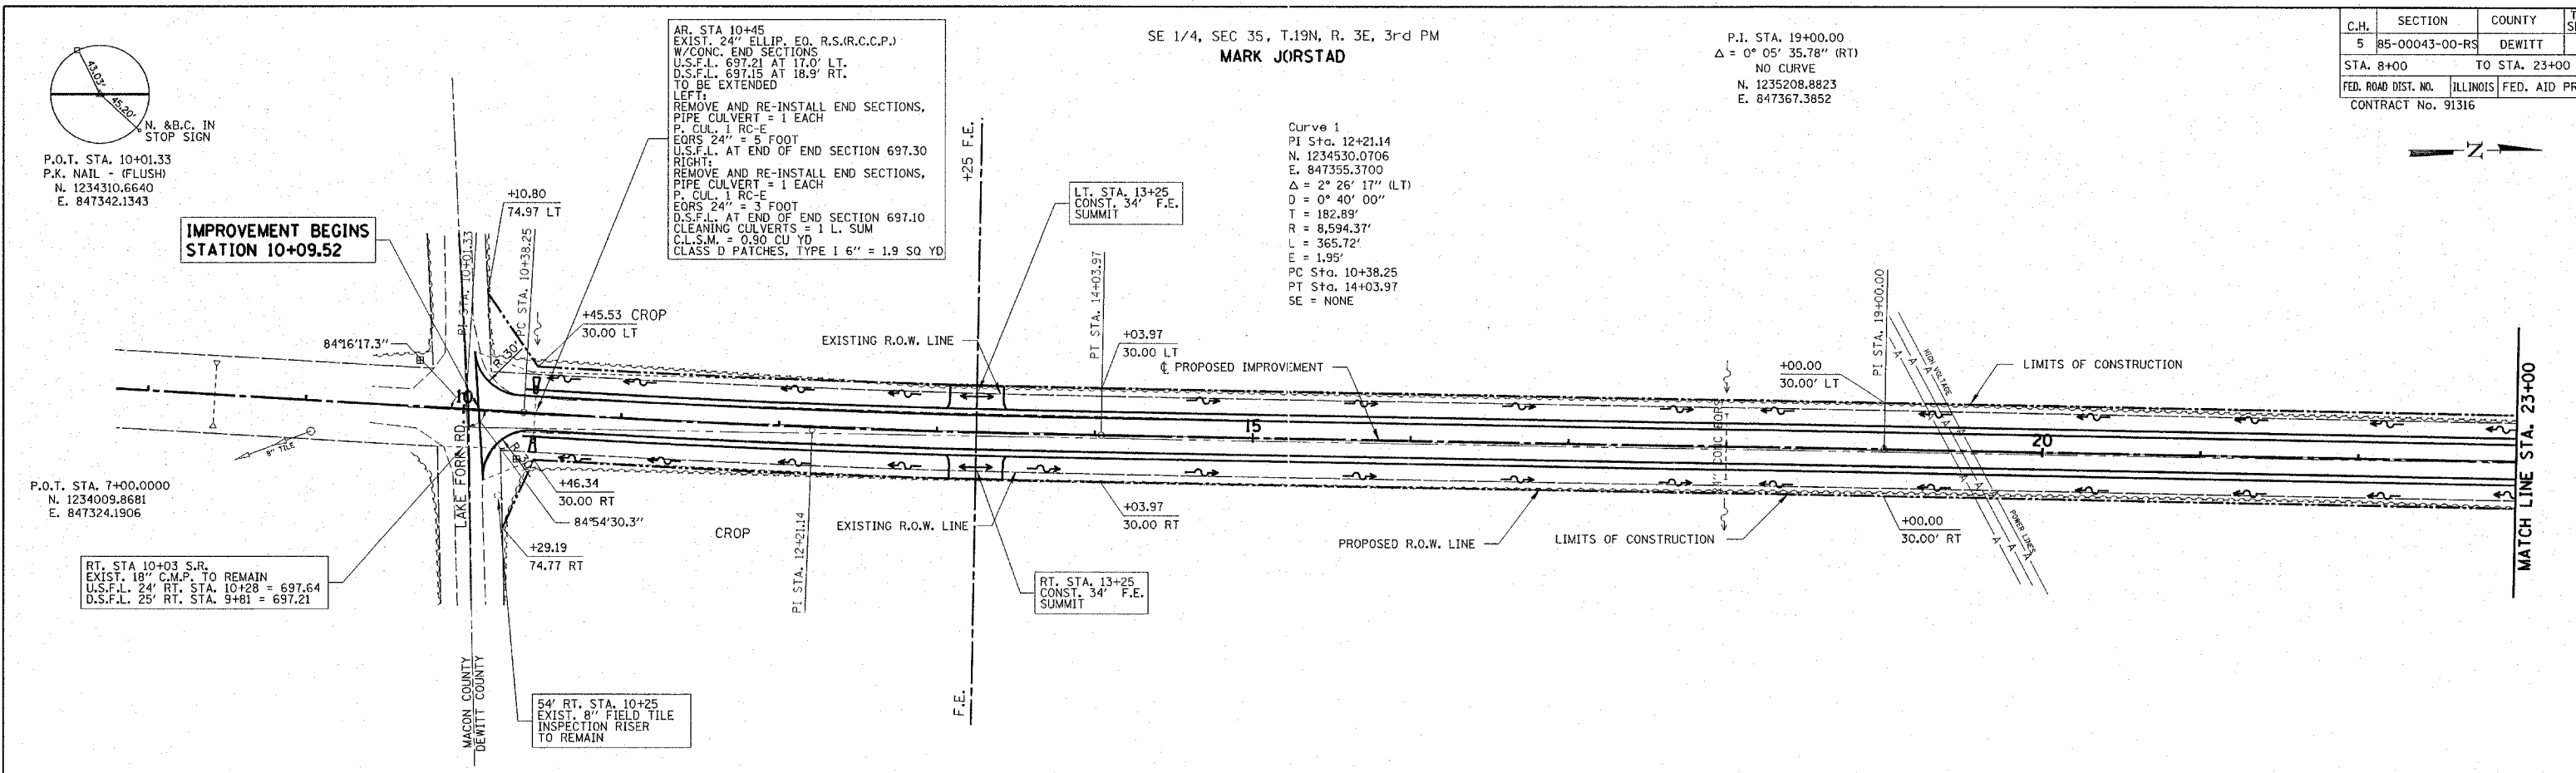 43.03'
45.20'
N. &B.C. IN
STOP SIGN
P.O.T. STA. 10+01.33
P.K. NAIL - (FLUSH)
N. 1234310.6640
E. 847342.1343
IMPROVEMENT BEGINS
STATION 10+09.52
AR. STA 10+45
EXIST. 24" ELLIP. EQ. R.S.(R.C.C.P.)
W/CONC. END SECTIONS
U.S.F.L. 697.21 AT 17.0' LT.
D.S.F.L. 697.15 AT 18.9' RT.
TO BE EXTENDED
LEFT:
REMOVE AND RE-INSTALL END SECTIONS,
PIPE CULVERT = 1 EACH
P. CUL. 1 RC-E
EQRS 24" = 5 FOOT
U.S.F.L. AT END OF END SECTION 697.30
RIGHT:
REMOVE AND RE-INSTALL END SECTIONS,
PIPE CULVERT = 1 EACH
P. CUL. 1 RC-E
EQRS 24" = 3 FOOT
D.S.F.L. AT END OF END SECTION 697.10
CLEANING CULVERTS = 1 L. SUM
C.L.S.M. = 0.90 CU YD
CLASS D PATCHES, TYPE I 6" = 1.9 SQ YD
SE 1/4, SEC 35, T.19N, R. 3E, 3rd PM
MARK JORSTAD
Curve 1
PI Sta. 12+21.14
N. 1234530.0706
E. 847355.3700
Δ = 2° 26' 17" (LT)
D = 0° 40' 00"
T = 182.89'
R = 8,594.37'
L = 365.72'
E = 1.95'
PC Sta. 10+38.25
PT Sta. 14+03.97
SE = NONE
P.I. STA. 19+00.00
Δ = 0° 05' 35.78" (RT)
NO CURVE
N. 1235208.8823
E. 847367.3852
C.H. SECTION COUNTY
5 85-00043-00-RS DEWITT
STA. 8+00 TO STA. 23+00
FED. ROAD DIST. NO. ILLINOIS FED. AID PR
CONTRACT No. 91316
Z
+10.80
74.97 LT
PI STA. 10+01.33
PC STA. 10+38.25
+45.53 CROP
30.00 LT
84°16'17.3"
R 30'
+25 F.E.
LT. STA. 13+25
CONST. 34' F.E.
SUMMIT
EXISTING R.O.W. LINE
PT STA. 14+03.97
+03.97
30.00 LT
℄ PROPOSED IMPROVEMENT
+00.00
30.00' LT
PI STA. 19+00.00
HIGH VOLTAGE
LIMITS OF CONSTRUCTION
10
15
20
MATCH LINE STA. 23+00
8" TILE
LAKE FORK RD.
P.O.T. STA. 7+00.0000
N. 1234009.8681
E. 847324.1906
+46.34
30.00 RT
84°54'30.3"
+29.19
74.77 RT
CROP
PI STA. 12+21.14
EXISTING R.O.W. LINE
+03.97
30.00 RT
PROPOSED R.O.W. LINE
LIMITS OF CONSTRUCTION
+00.00
30.00' RT
POWER LINES
RT. STA 10+03 S.R.
EXIST. 18" C.M.P. TO REMAIN
U.S.F.L. 24' RT. STA. 10+28 = 697.64
D.S.F.L. 25' RT. STA. 9+81 = 697.21
RT. STA. 13+25
CONST. 34' F.E.
SUMMIT
F.E.
MACON COUNTY
DEWITT COUNTY
54' RT. STA. 10+25
EXIST. 8" FIELD TILE
INSPECTION RISER
TO REMAIN